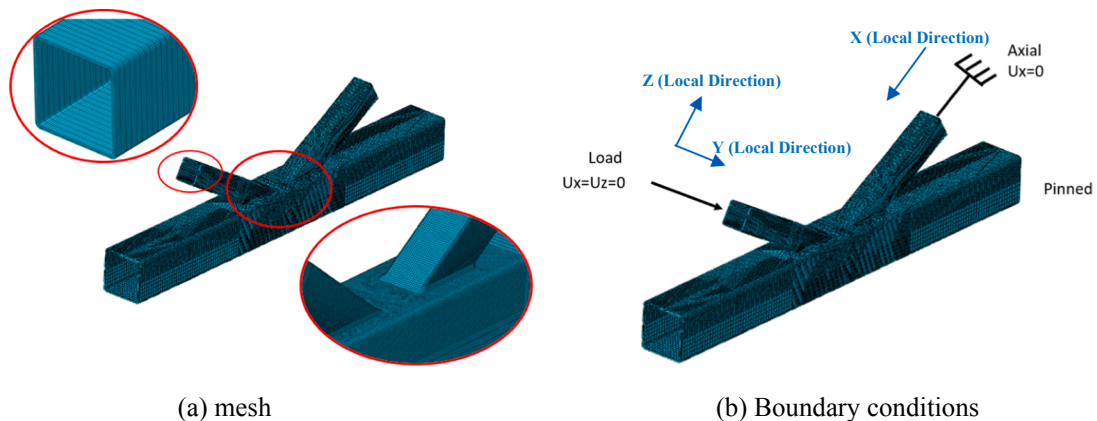 X (Local Direction)
Axial
Ux=0
Z (Local Direction)
Y (Local Direction)
Load
Ux=Uz=0
Pinned
(a) mesh
(b) Boundary conditions